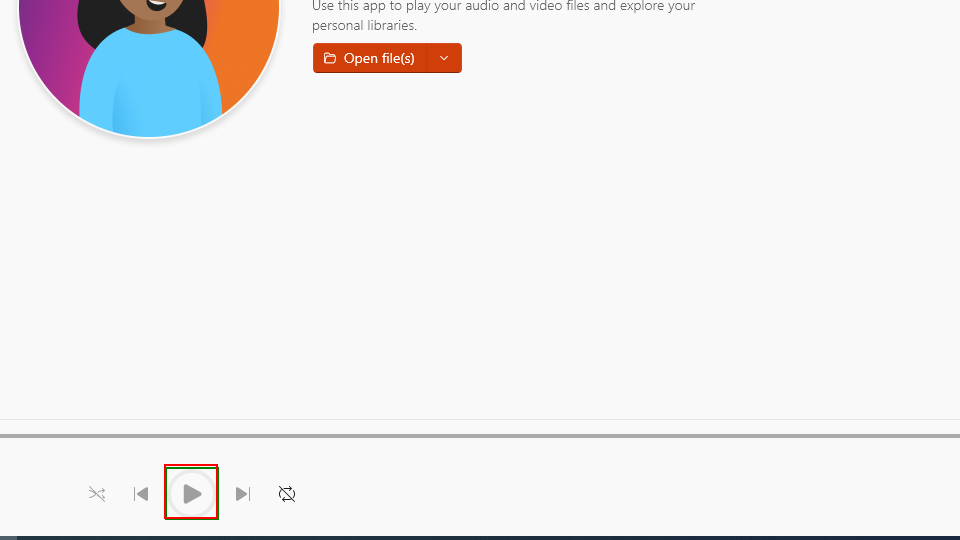 Use this app to play your audio and video files and explore your
personal libraries.
Open file(s)